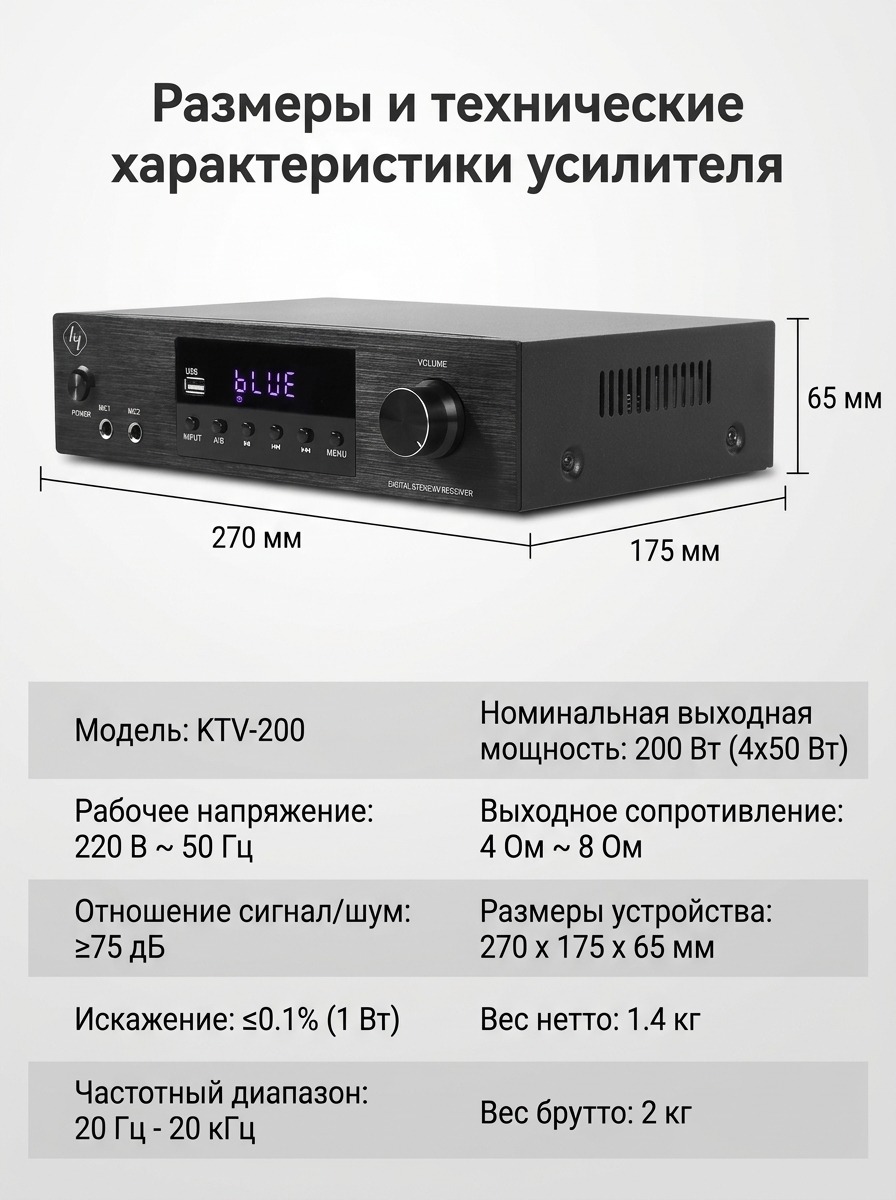 Размеры и технические
характеристики усилителя
ly
USB
bLUE
VOLUME
POWER
MIC1
MIC2
INPUT
A/B
MENU
65 мм
270 мм
175 мм
Модель: KTV-200
Номинальная выходная
мощность: 200 Вт (4x50 Вт)
Рабочее напряжение:
220 В ~ 50 Гц
Выходное сопротивление:
4 Ом ~ 8 Ом
Отношение сигнал/шум:
≥75 дБ
Размеры устройства:
270 x 175 x 65 мм
Искажение: ≤0.1% (1 Вт)
Вес нетто: 1.4 кг
Частотный диапазон:
20 Гц - 20 кГц
Вес брутто: 2 кг